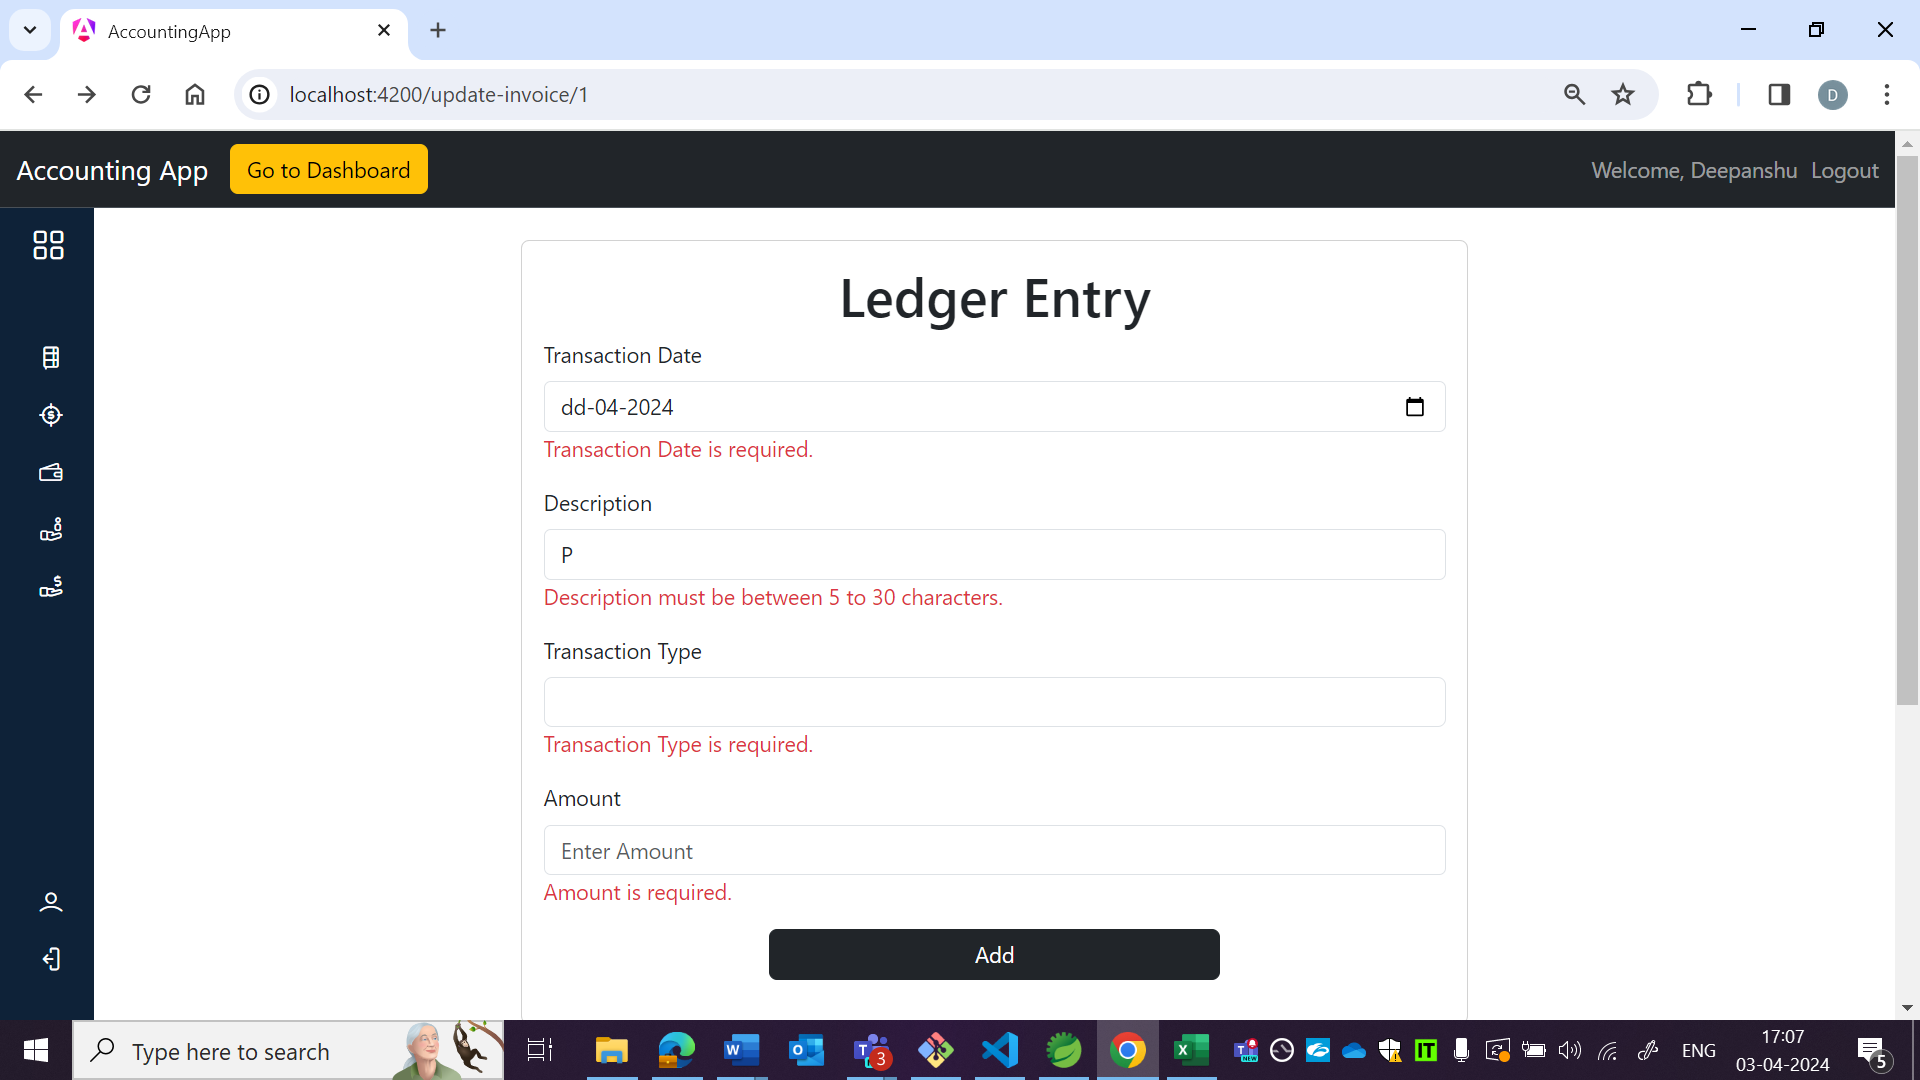 AccountingApp
localhost:4200/update-invoice/1
D
Accounting App
Go to Dashboard
Welcome, Deepanshu
Logout
Ledger Entry
Transaction Date
dd-04-2024
Transaction Date is required.
Description
P
Description must be between 5 to 30 characters.
Transaction Type
Transaction Type is required.
Amount
Enter Amount
Amount is required.
Add
Type here to search
3
IT
ENG
17:07
03-04-2024
5